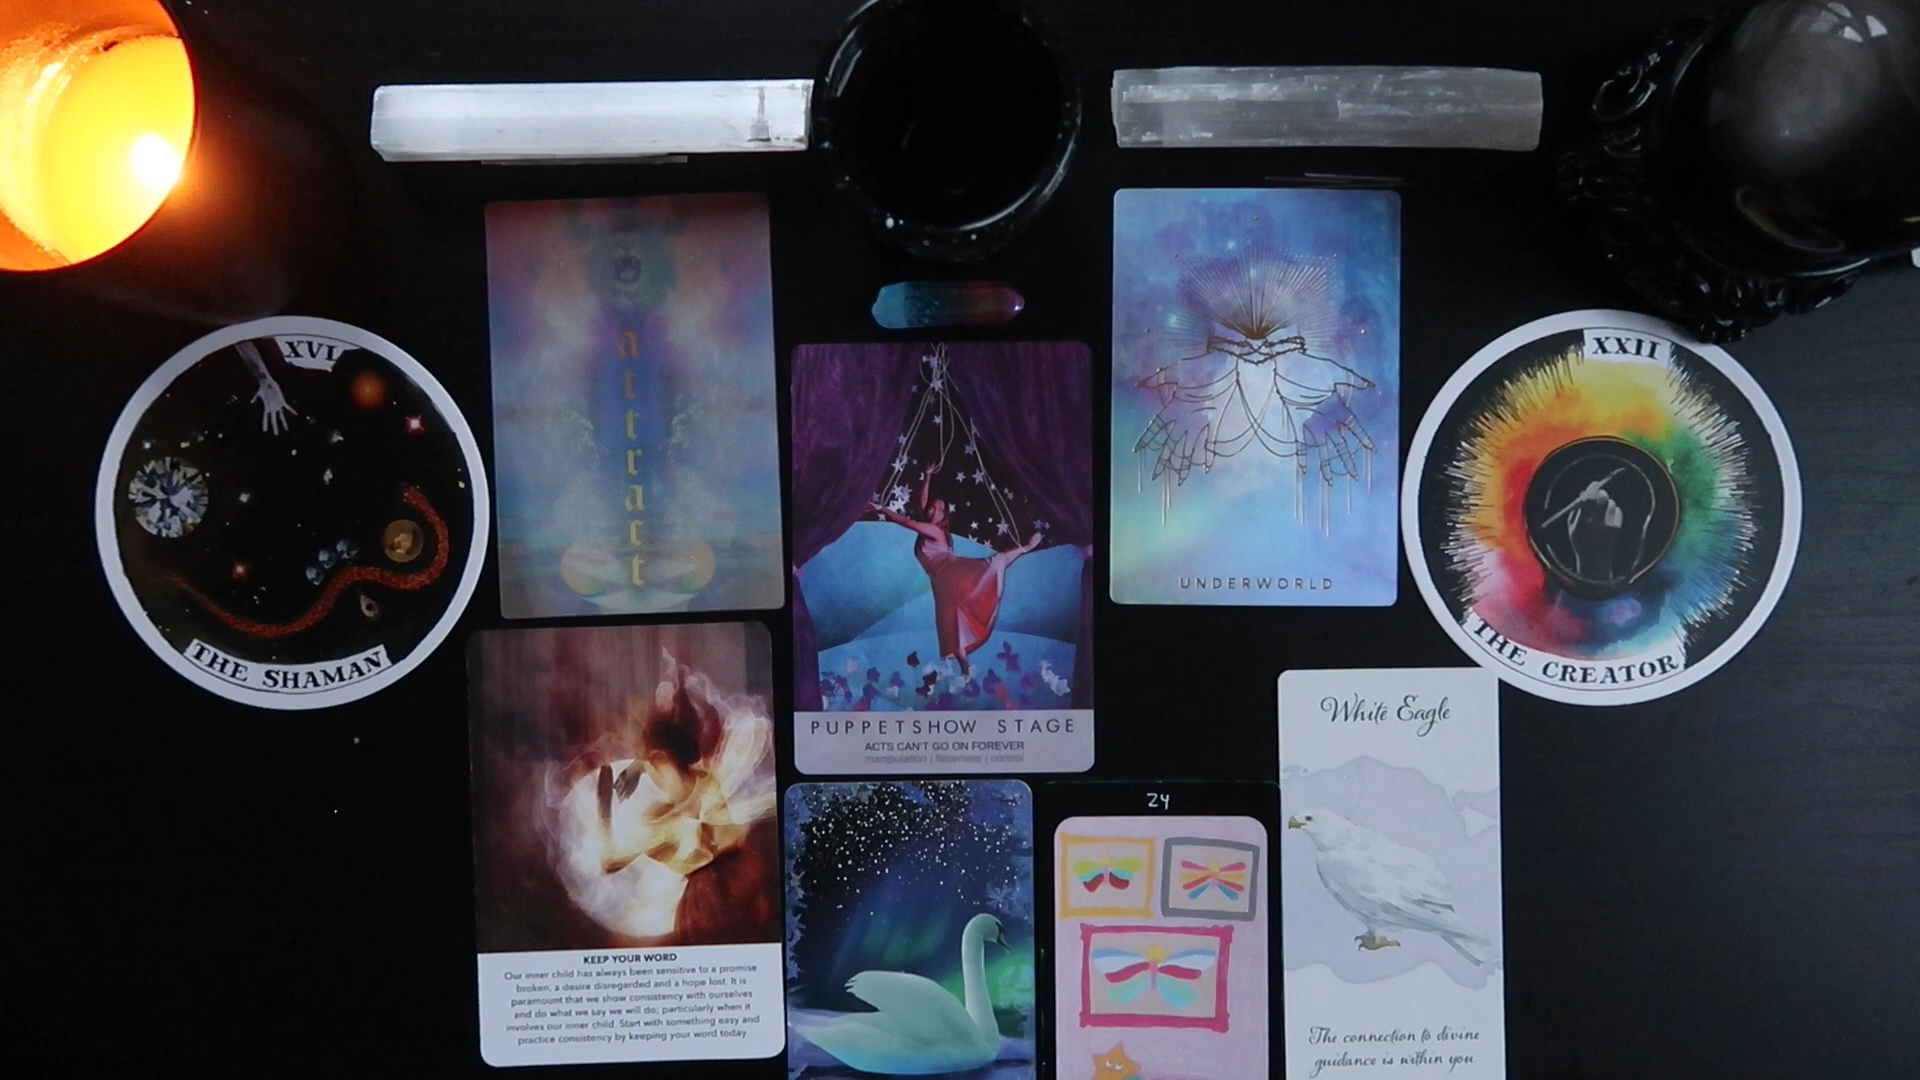 XVI
THE SHAMAN
attract
UNDERWORLD
XXII
THE CREATOR
PUPPETSHOW STAGE
ACTS CAN'T GO ON FOREVER
manipulation | falseness | control
KEEP YOUR WORD
Our inner child has always been sensitive to a promise
broken, a desire disregarded and a hope lost. It is
paramount that we show consistency with ourselves
and do what we say we will do; particularly when it
involves our inner child. Start with something easy and
practice consistency by keeping your word today
24
White Eagle
The connection to divine
guidance is within you